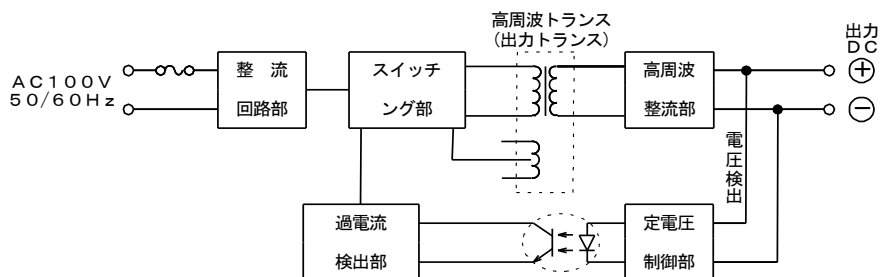 高周波トランス
(出力トランス)
出力
DC
AC100V
50/60Hz
整 流
回路部
スイッチ
ング部
高周波
整流部
+
−
電圧検出
過電流
検出部
定電圧
制御部